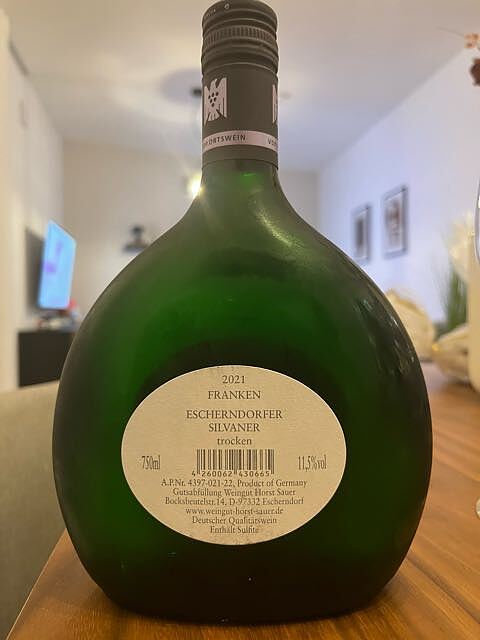 ORTSWEIN
2021
FRANKEN
ESCHERNDORFER
SILVANER
trocken
750ml
11,5%vol
4 260062 430665
A.P.Nr. 4397-021-22, Product of Germany
Gutsabfüllung Weingut Horst Sauer
Bocksbeutelstr.14, D-97332 Escherndorf
www.weingut-horst-sauer.de
Deutscher Qualitätswein
Enthält Sulfite